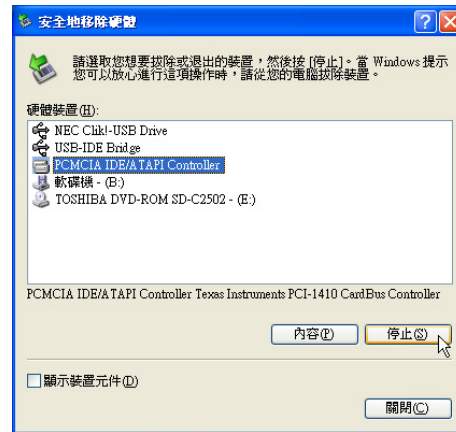 安全地移除硬體
請選取您想要拔除或退出的裝置，然後按 [停止]。當 Windows 提示
您可以放心進行這項操作時，請從您的電腦拔除裝置。
硬體裝置(H):
NEC Clik!-USB Drive
USB-IDE Bridge
PCMCIA IDE/ATAPI Controller
軟碟機 - (B:)
TOSHIBA DVD-ROM SD-C2502 - (E:)
PCMCIA IDE/ATAPI Controller Texas Instruments PCI-1410 CardBus Controller
內容(P)
停止(S)
顯示裝置元件(D)
關閉(C)